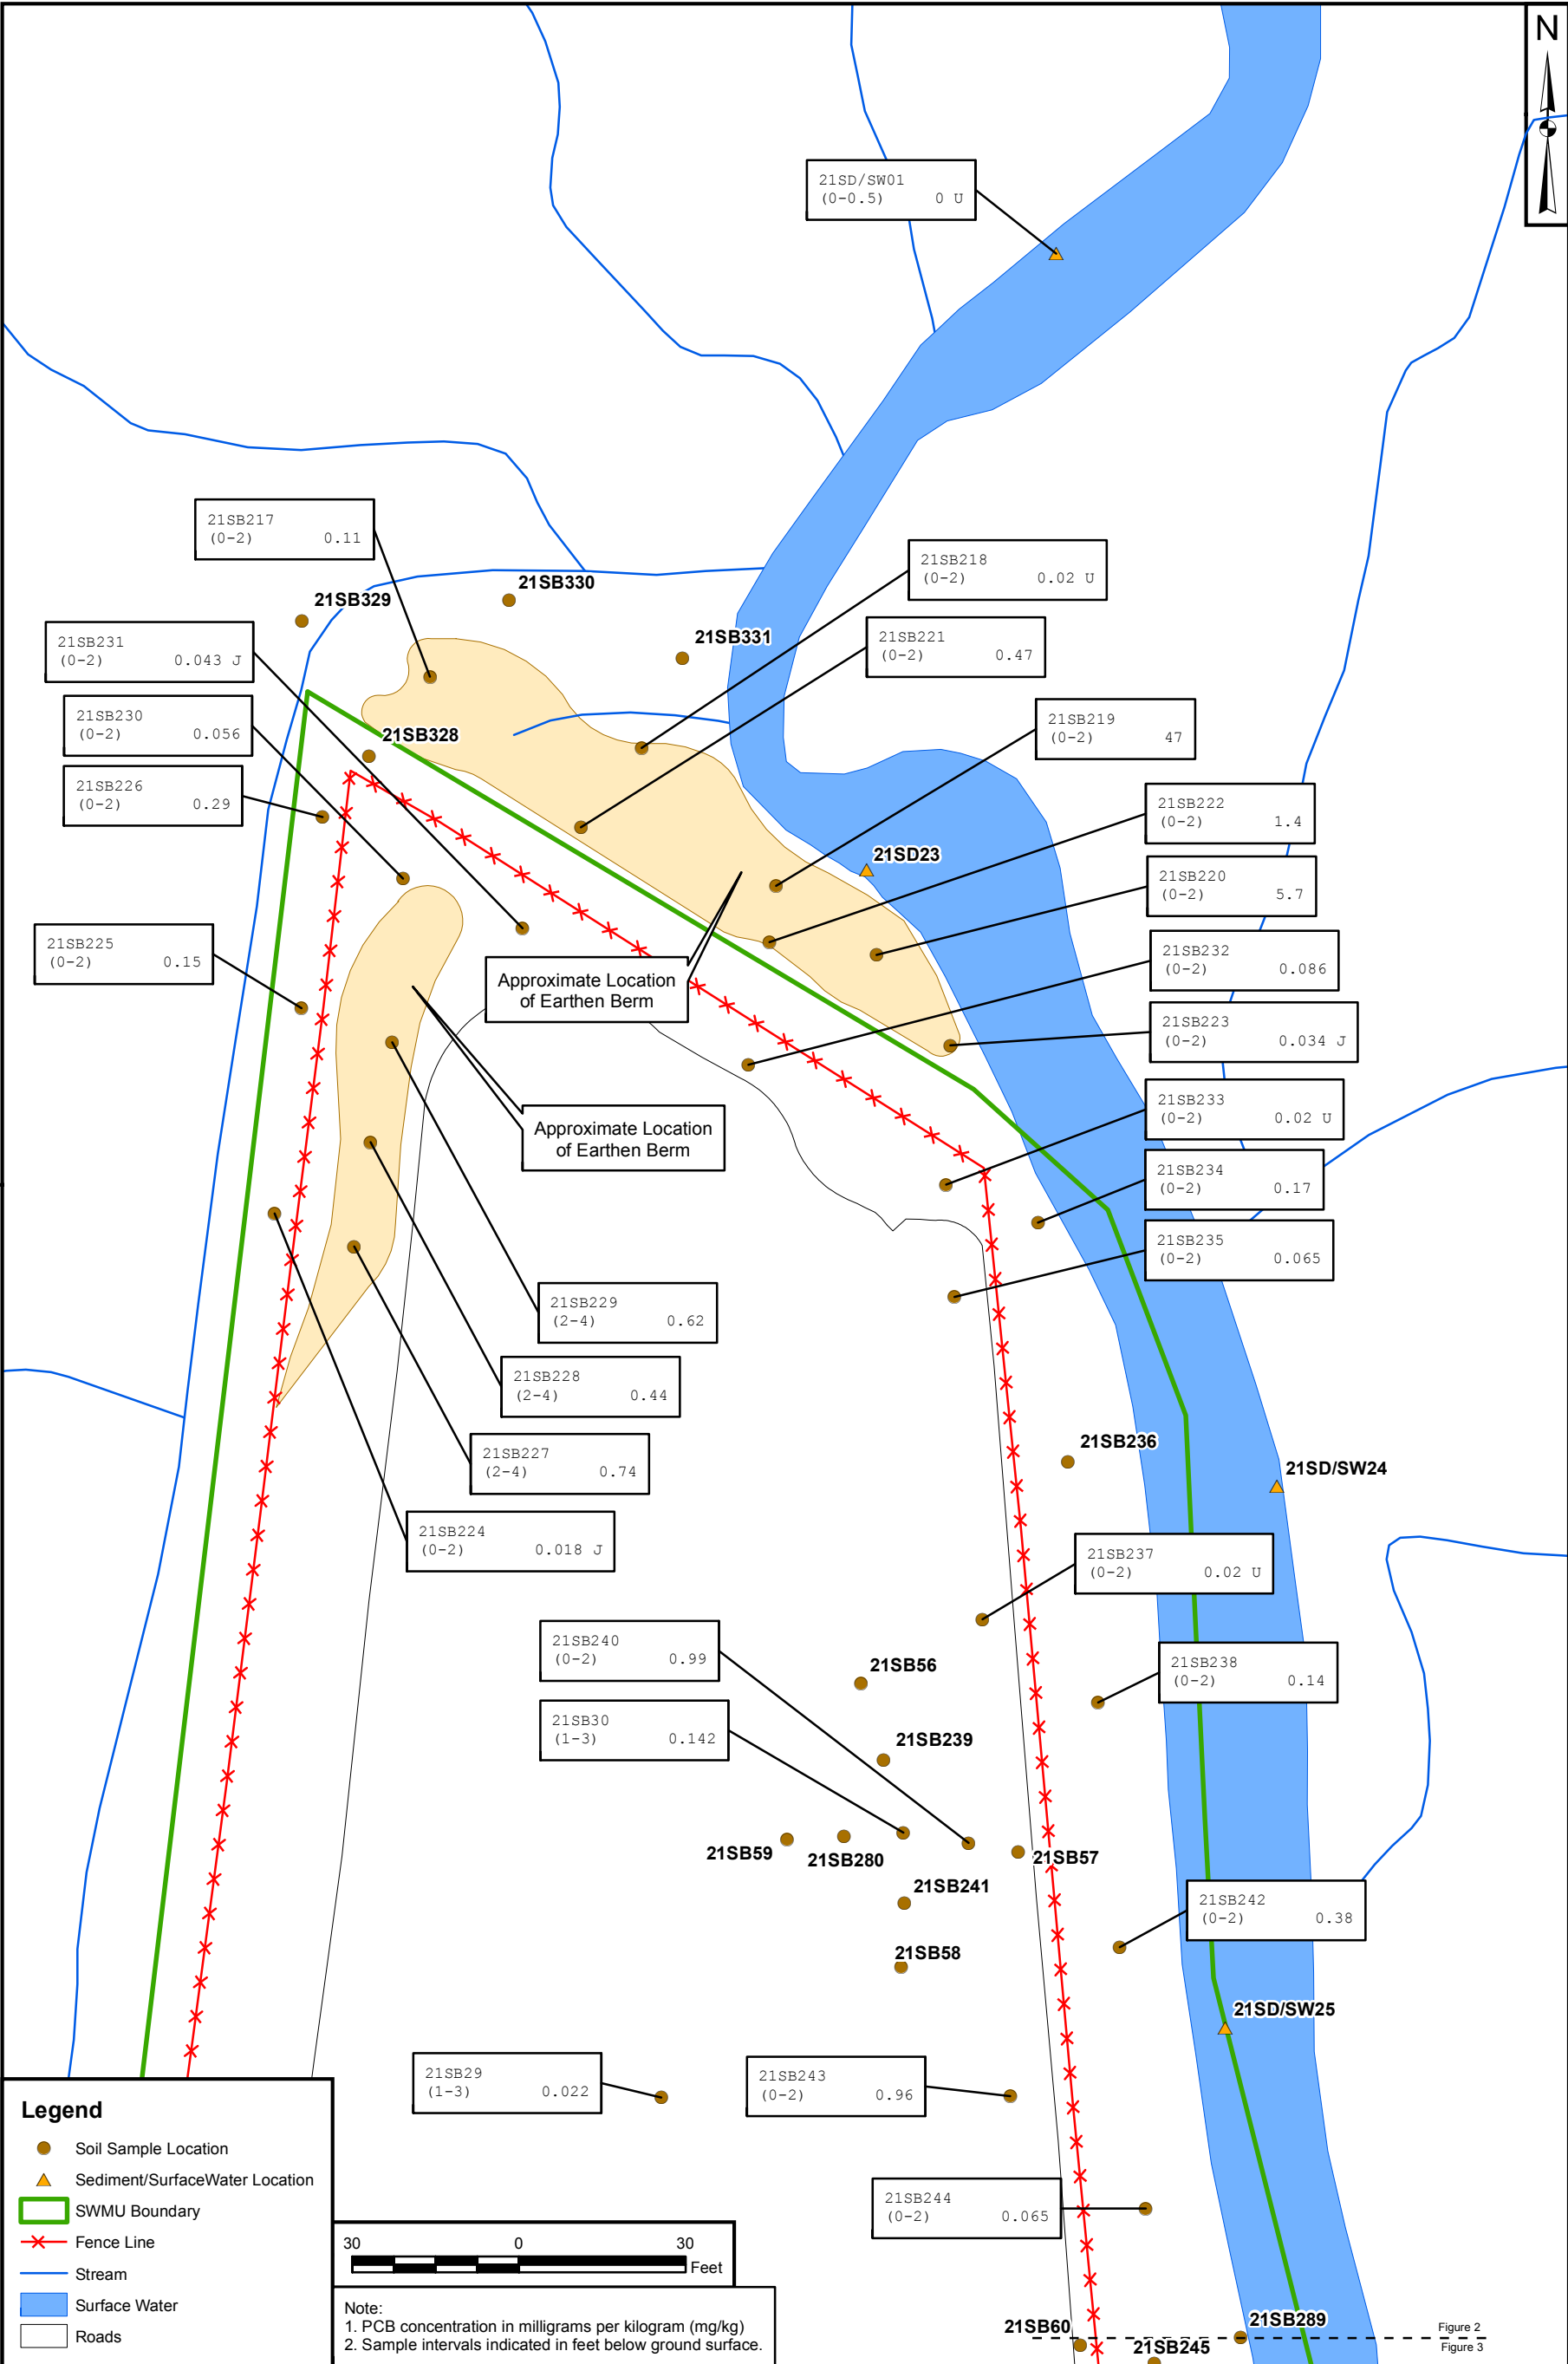 N
21SD/SW01
(0-0.5) 0 U
21SB217
(0-2) 0.11
21SB218
(0-2) 0.02 U
21SB330
21SB329
21SB231
(0-2) 0.043 J
21SB331
21SB221
(0-2) 0.47
21SB230
(0-2) 0.056
21SB328
21SB219
(0-2) 47
21SB226
(0-2) 0.29
21SB222
(0-2) 1.4
21SD23
21SB220
(0-2) 5.7
21SB225
(0-2) 0.15
Approximate Location
of Earthen Berm
21SB232
(0-2) 0.086
21SB223
(0-2) 0.034 J
Approximate Location
of Earthen Berm
21SB233
(0-2) 0.02 U
21SB234
(0-2) 0.17
21SB235
(0-2) 0.065
21SB229
(2-4) 0.62
21SB228
(2-4) 0.44
21SB227
(2-4) 0.74
21SB236
21SD/SW24
21SB224
(0-2) 0.018 J
21SB237
(0-2) 0.02 U
21SB240
(0-2) 0.99
21SB56
21SB238
(0-2) 0.14
21SB30
(1-3) 0.142
21SB239
21SB59
21SB280
21SB57
21SB241
21SB242
(0-2) 0.38
21SB58
21SD/SW25
21SB29
(1-3) 0.022
21SB243
(0-2) 0.96
21SB244
(0-2) 0.065
21SB60
21SB289
21SB245
Figure 2
Figure 3
Legend
Soil Sample Location
Sediment/SurfaceWater Location
SWMU Boundary
Fence Line
Stream
Surface Water
Roads
30 0 30
Feet
Note:
1. PCB concentration in milligrams per kilogram (mg/kg)
2. Sample intervals indicated in feet below ground surface.